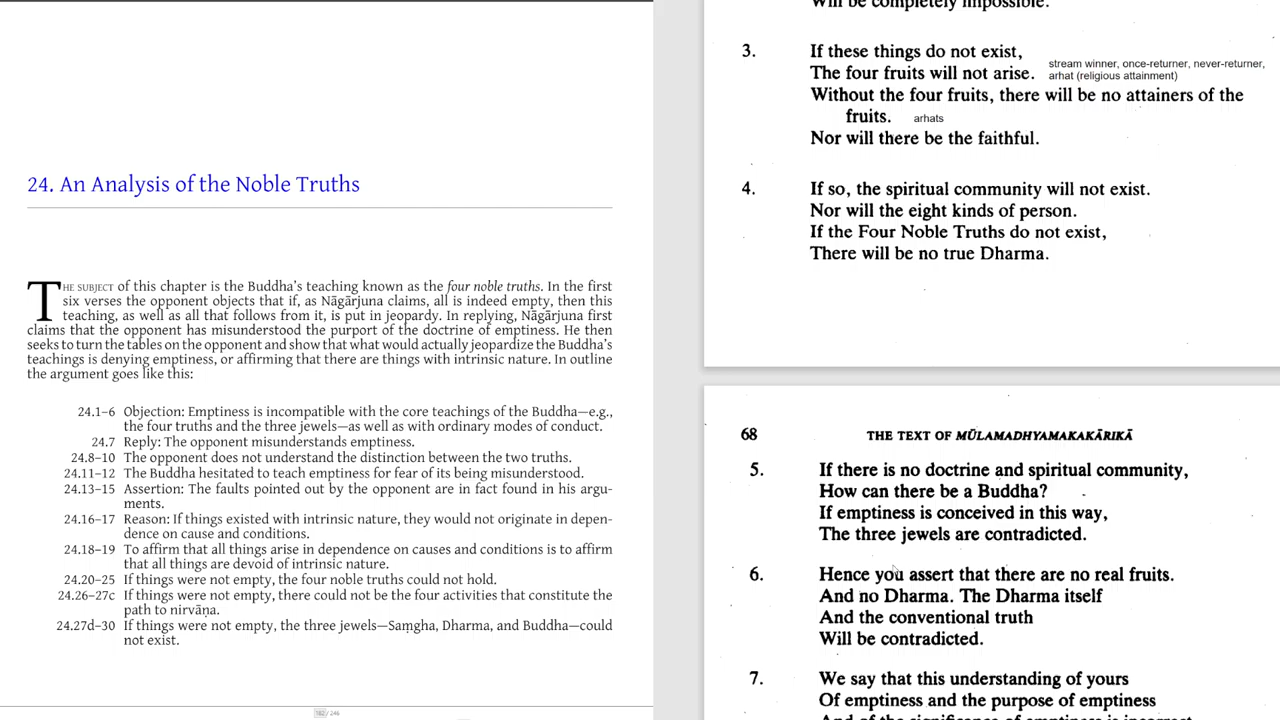 24. An Analysis of the Noble Truths
THE SUBJECT of this chapter is the Buddha's teaching known as the four noble truths. In the first
six verses the opponent objects that if, as Nāgārjuna claims, all is indeed empty, then this
teaching, as well as all that follows from it, is put in jeopardy. In replying, Nāgārjuna first
claims that the opponent has misunderstood the purport of the doctrine of emptiness. He then
seeks to turn the tables on the opponent and show that what would actually jeopardize the Buddha's
teachings is denying emptiness, or affirming that there are things with intrinsic nature. In outline
the argument goes like this:
24.1–6 Objection: Emptiness is incompatible with the core teachings of the Buddha—e.g.,
the four truths and the three jewels—as well as with ordinary modes of conduct.
24.7 Reply: The opponent misunderstands emptiness.
24.8–10 The opponent does not understand the distinction between the two truths.
24.11–12 The Buddha hesitated to teach emptiness for fear of its being misunderstood.
24.13–15 Assertion: The faults pointed out by the opponent are in fact found in his argu-
ments.
24.16–17 Reason: If things existed with intrinsic nature, they would not originate in depen-
dence on cause and conditions.
24.18–19 To affirm that all things arise in dependence on causes and conditions is to affirm
that all things are devoid of intrinsic nature.
24.20–25 If things were not empty, the four noble truths could not hold.
24.26–27c If things were not empty, there could not be the four activities that constitute the
path to nirvāṇa.
24.27d–30 If things were not empty, the three jewels—Saṃgha, Dharma, and Buddha—could
not exist.
182 / 246
Will be completely impossible.
3. If these things do not exist,
The four fruits will not arise. stream winner, once-returner, never-returner,
arhat (religious attainment)
Without the four fruits, there will be no attainers of the
fruits. arhats
Nor will there be the faithful.
4. If so, the spiritual community will not exist.
Nor will the eight kinds of person.
If the Four Noble Truths do not exist,
There will be no true Dharma.
68 THE TEXT OF MŪLAMADHYAMAKAKĀRIKĀ
5. If there is no doctrine and spiritual community,
How can there be a Buddha?
If emptiness is conceived in this way,
The three jewels are contradicted.
6. Hence you assert that there are no real fruits.
And no Dharma. The Dharma itself
And the conventional truth
Will be contradicted.
7. We say that this understanding of yours
Of emptiness and the purpose of emptiness
And of the significance of emptiness is incorrect